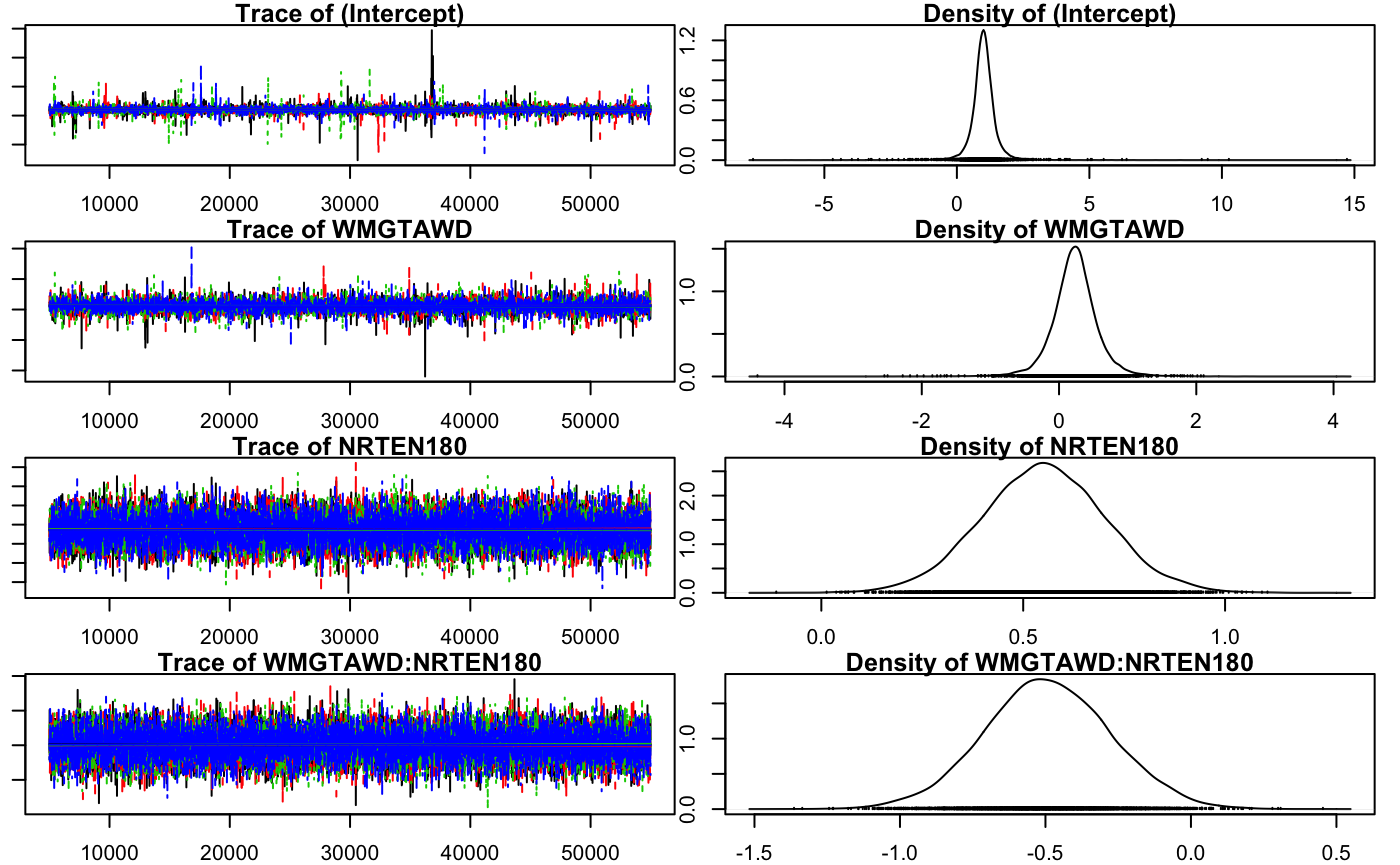 Trace of (Intercept)
10000 20000 30000 40000 50000
Density of (Intercept)
0.0 0.6 1.2
-5 0 5 10 15
Trace of WMGTAWD
10000 20000 30000 40000 50000
Density of WMGTAWD
0.0 1.0
-4 -2 0 2 4
Trace of NRTEN180
10000 20000 30000 40000 50000
Density of NRTEN180
0.0 1.0 2.0
0.0 0.5 1.0
Trace of WMGTAWD:NRTEN180
10000 20000 30000 40000 50000
Density of WMGTAWD:NRTEN180
0.0 1.0
-1.5 -1.0 -0.5 0.0 0.5